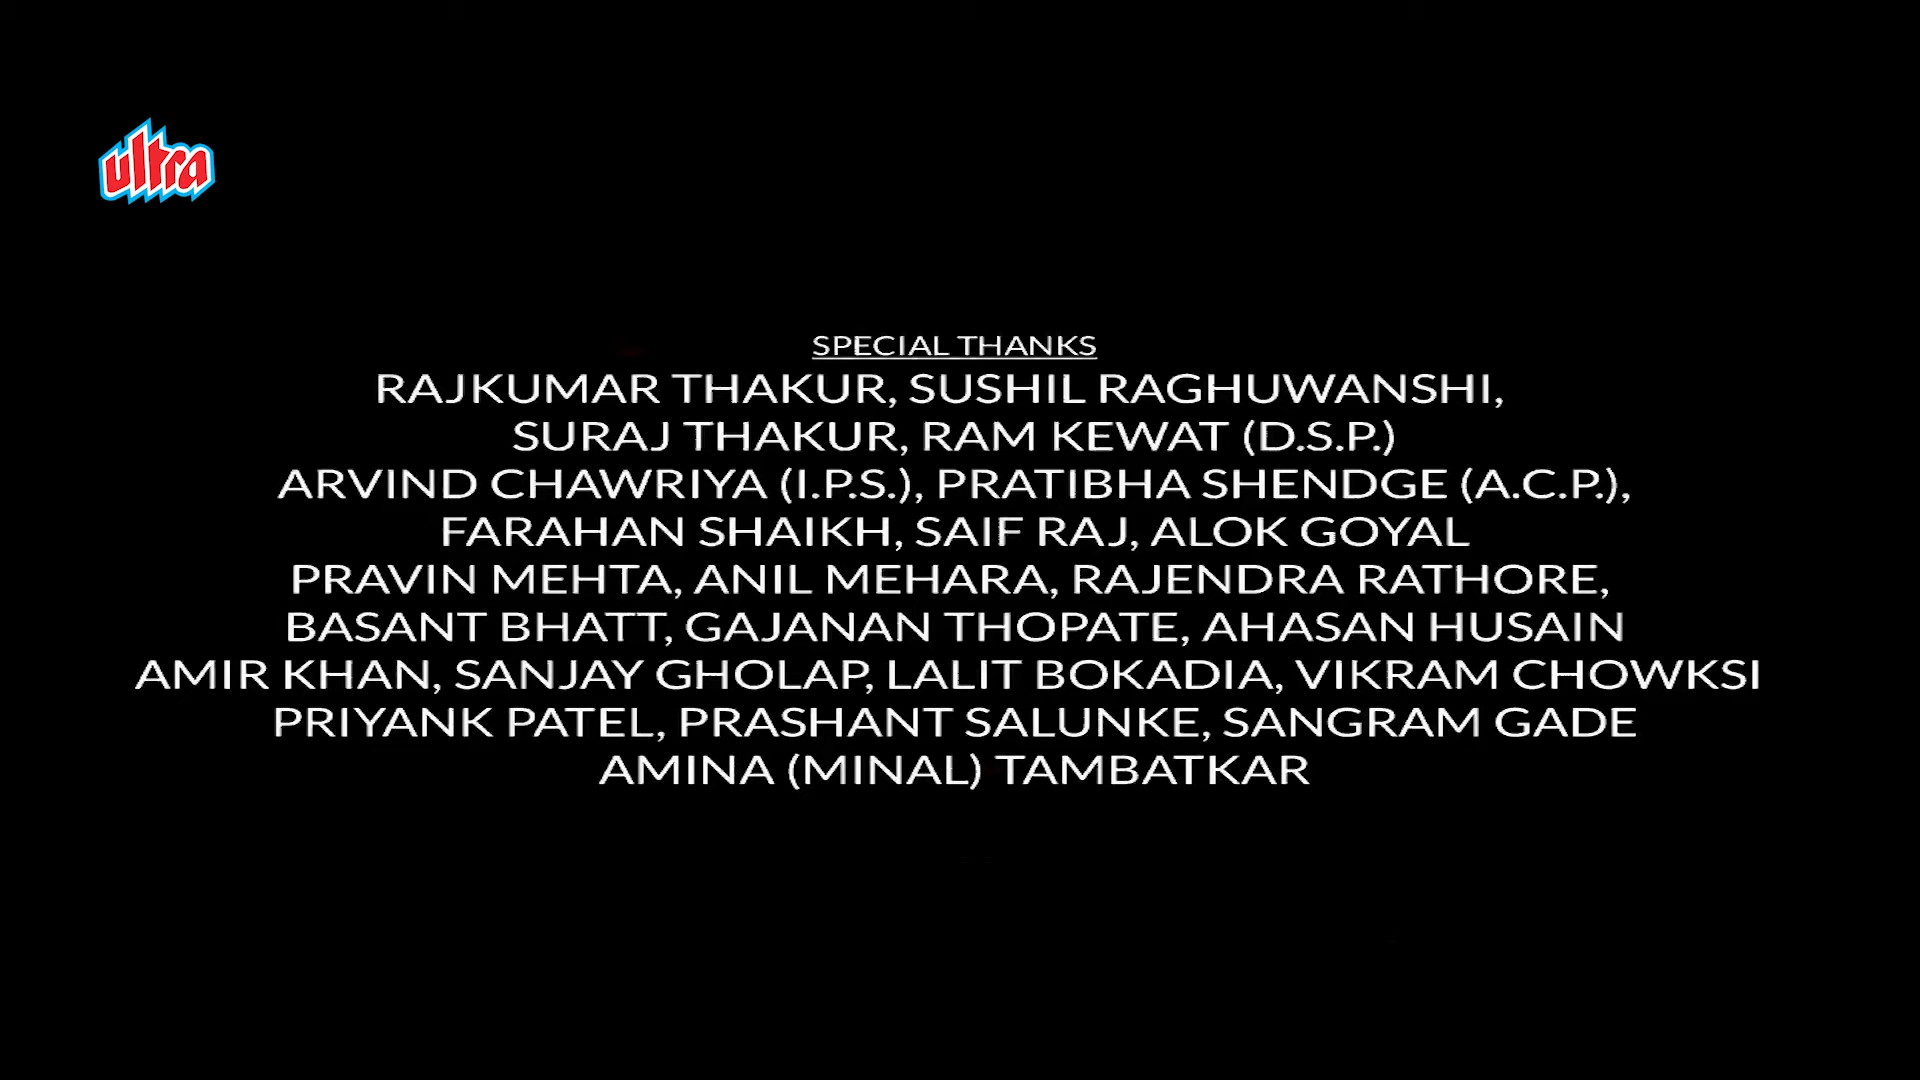 ultra
SPECIAL THANKS
RAJKUMAR THAKUR, SUSHIL RAGHUWANSHI,
SURAJ THAKUR, RAM KEWAT (D.S.P.)
ARVIND CHAWRIYA (I.P.S.), PRATIBHA SHENDGE (A.C.P.),
FARAHAN SHAIKH, SAIF RAJ, ALOK GOYAL
PRAVIN MEHTA, ANIL MEHARA, RAJENDRA RATHORE,
BASANT BHATT, GAJANAN THOPATE, AHASAN HUSAIN
AMIR KHAN, SANJAY GHOLAP, LALIT BOKADIA, VIKRAM CHOWKSI
PRIYANK PATEL, PRASHANT SALUNKE, SANGRAM GADE
AMINA (MINAL) TAMBATKAR